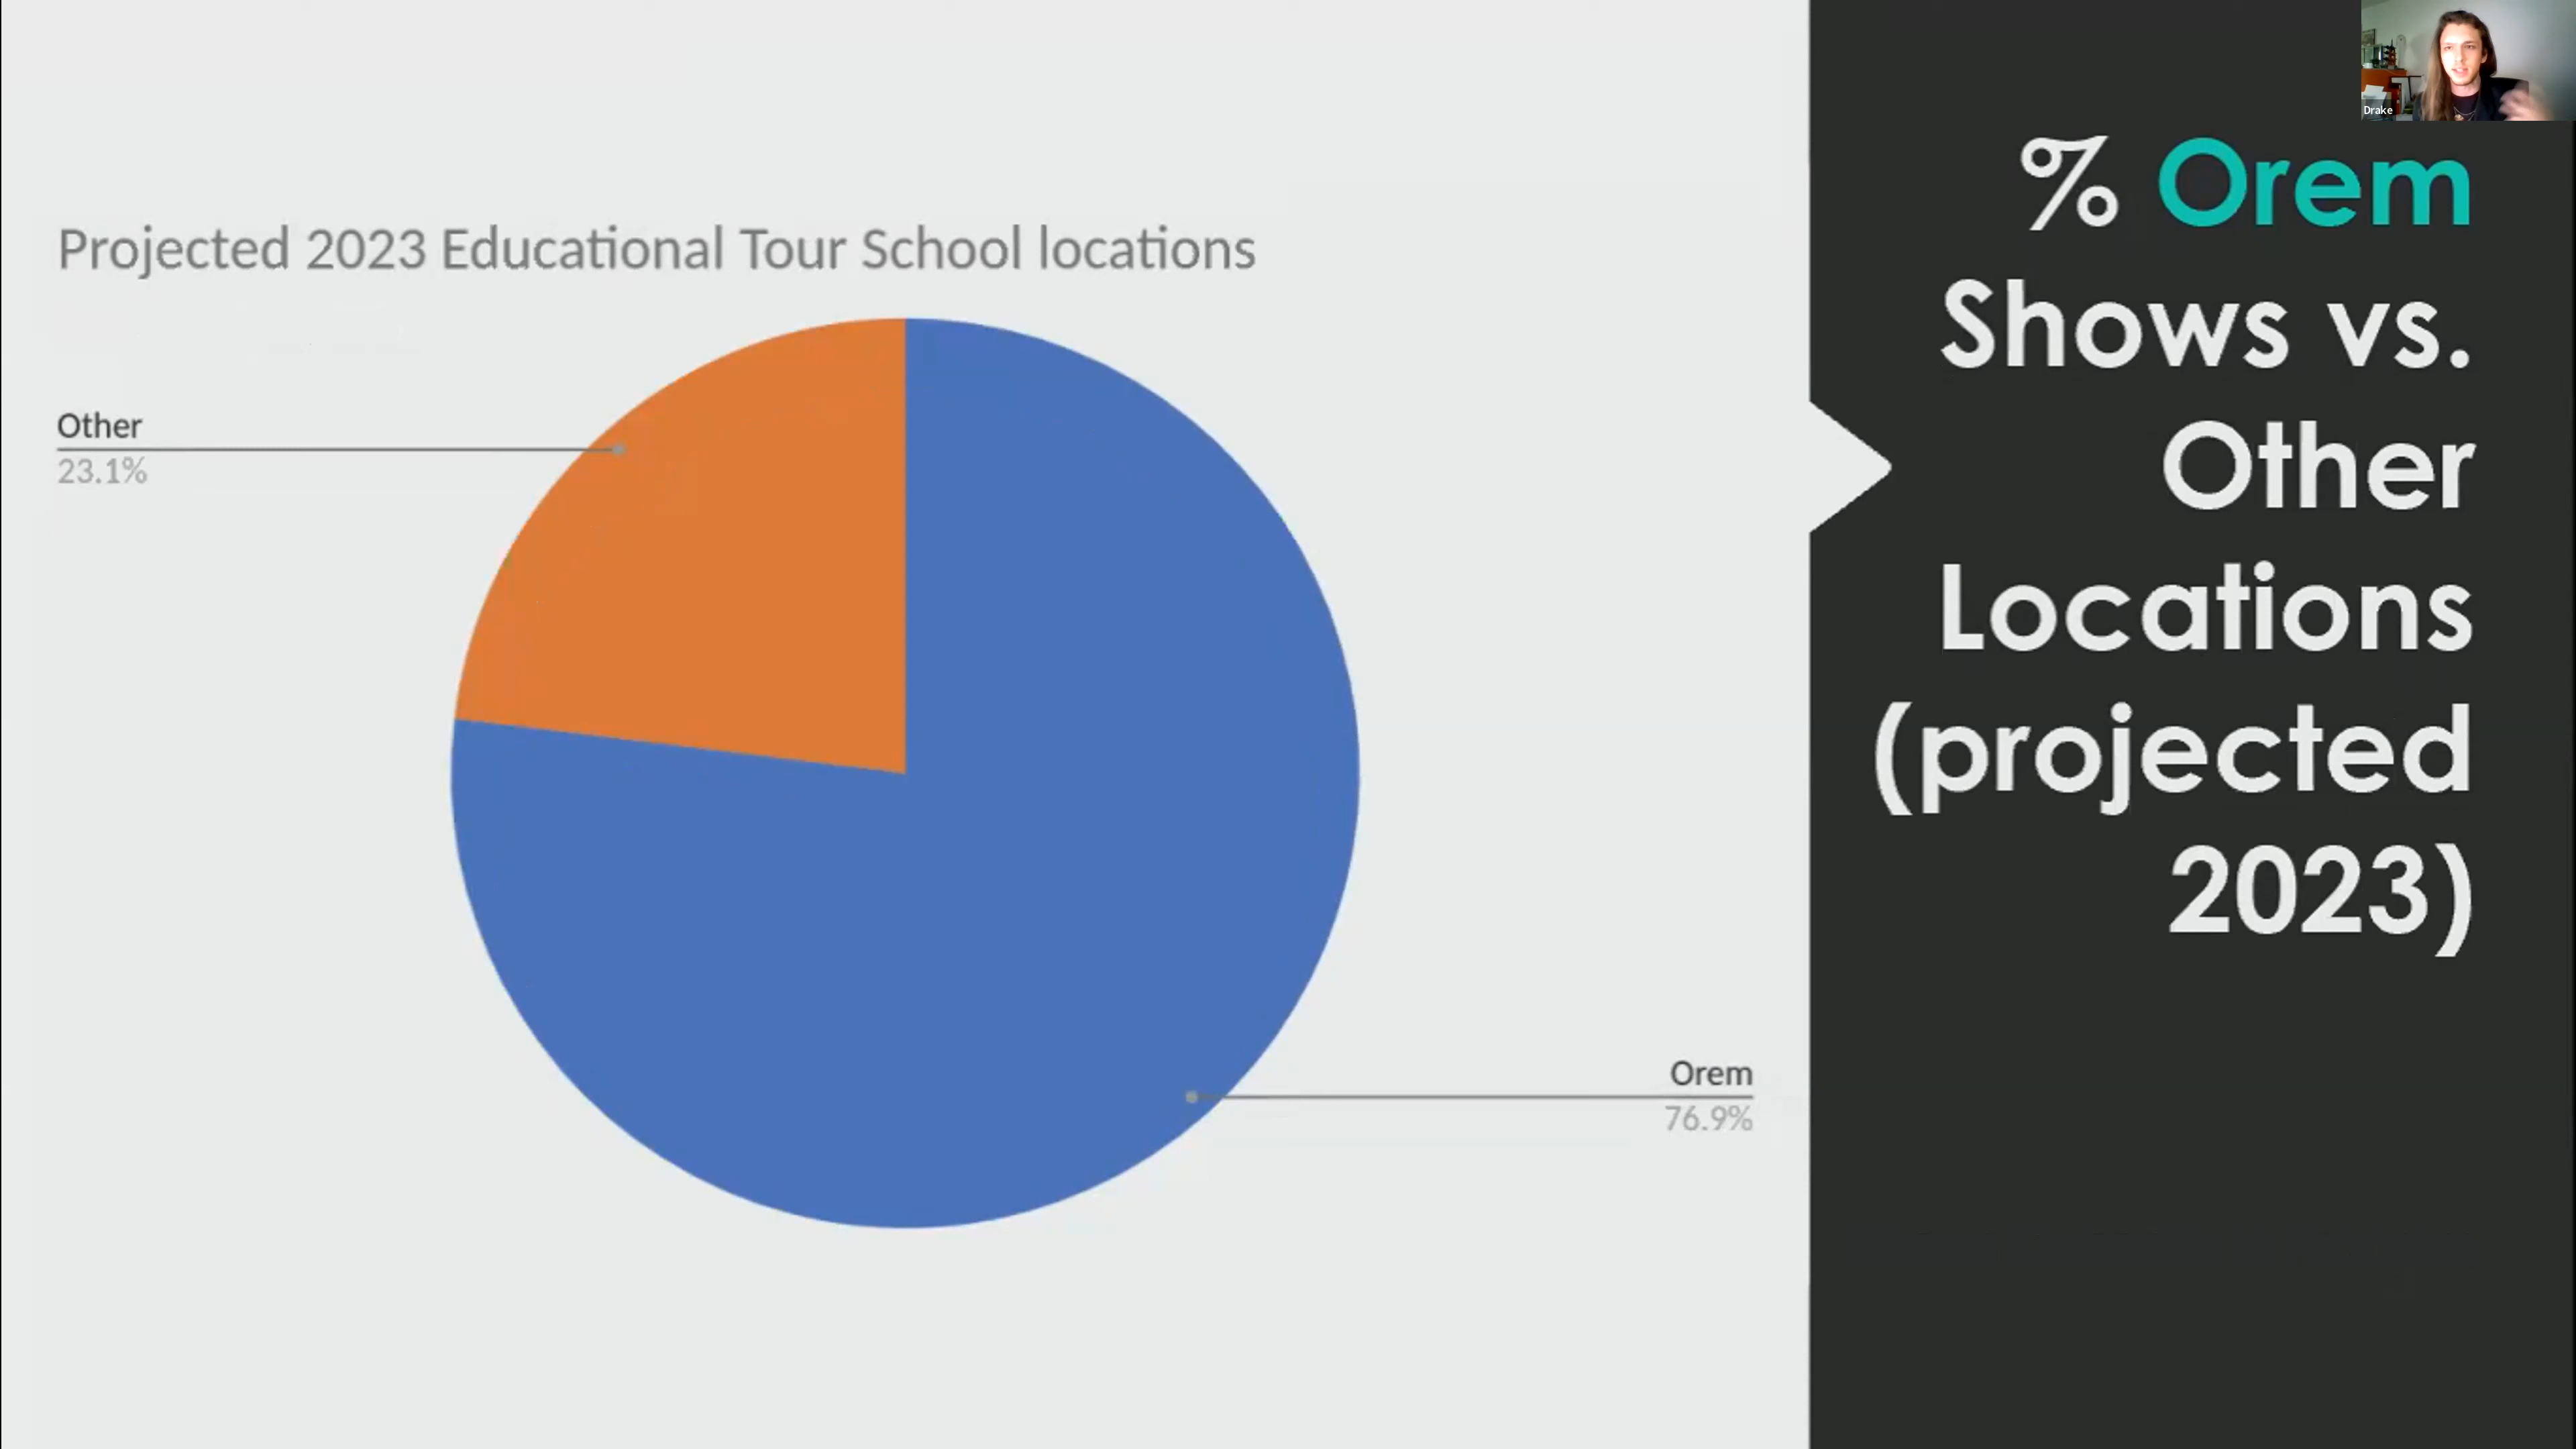 Drake
% Orem
Shows vs.
Other
Locations
(projected
2023)
Projected 2023 Educational Tour School locations
Other
23.1%
Orem
76.9%